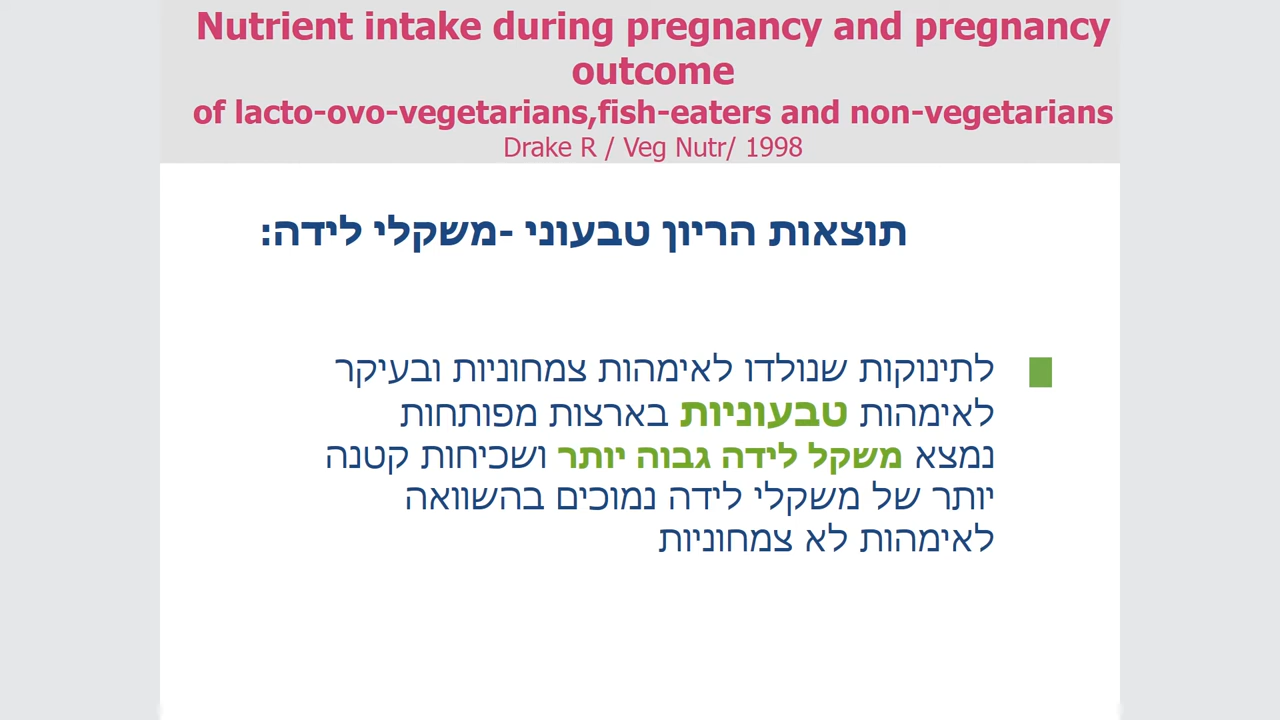 Nutrient intake during pregnancy and pregnancy
outcome
of lacto-ovo-vegetarians,fish-eaters and non-vegetarians
Drake R / Veg Nutr/ 1998
תוצאות הריון טבעוני -משקלי לידה:
לתינוקות שנולדו לאימהות צמחוניות ובעיקר
לאימהות טבעוניות בארצות מפותחות
נמצא משקל לידה גבוה יותר ושכיחות קטנה
יותר של משקלי לידה נמוכים בהשוואה
לאימהות לא צמחוניות